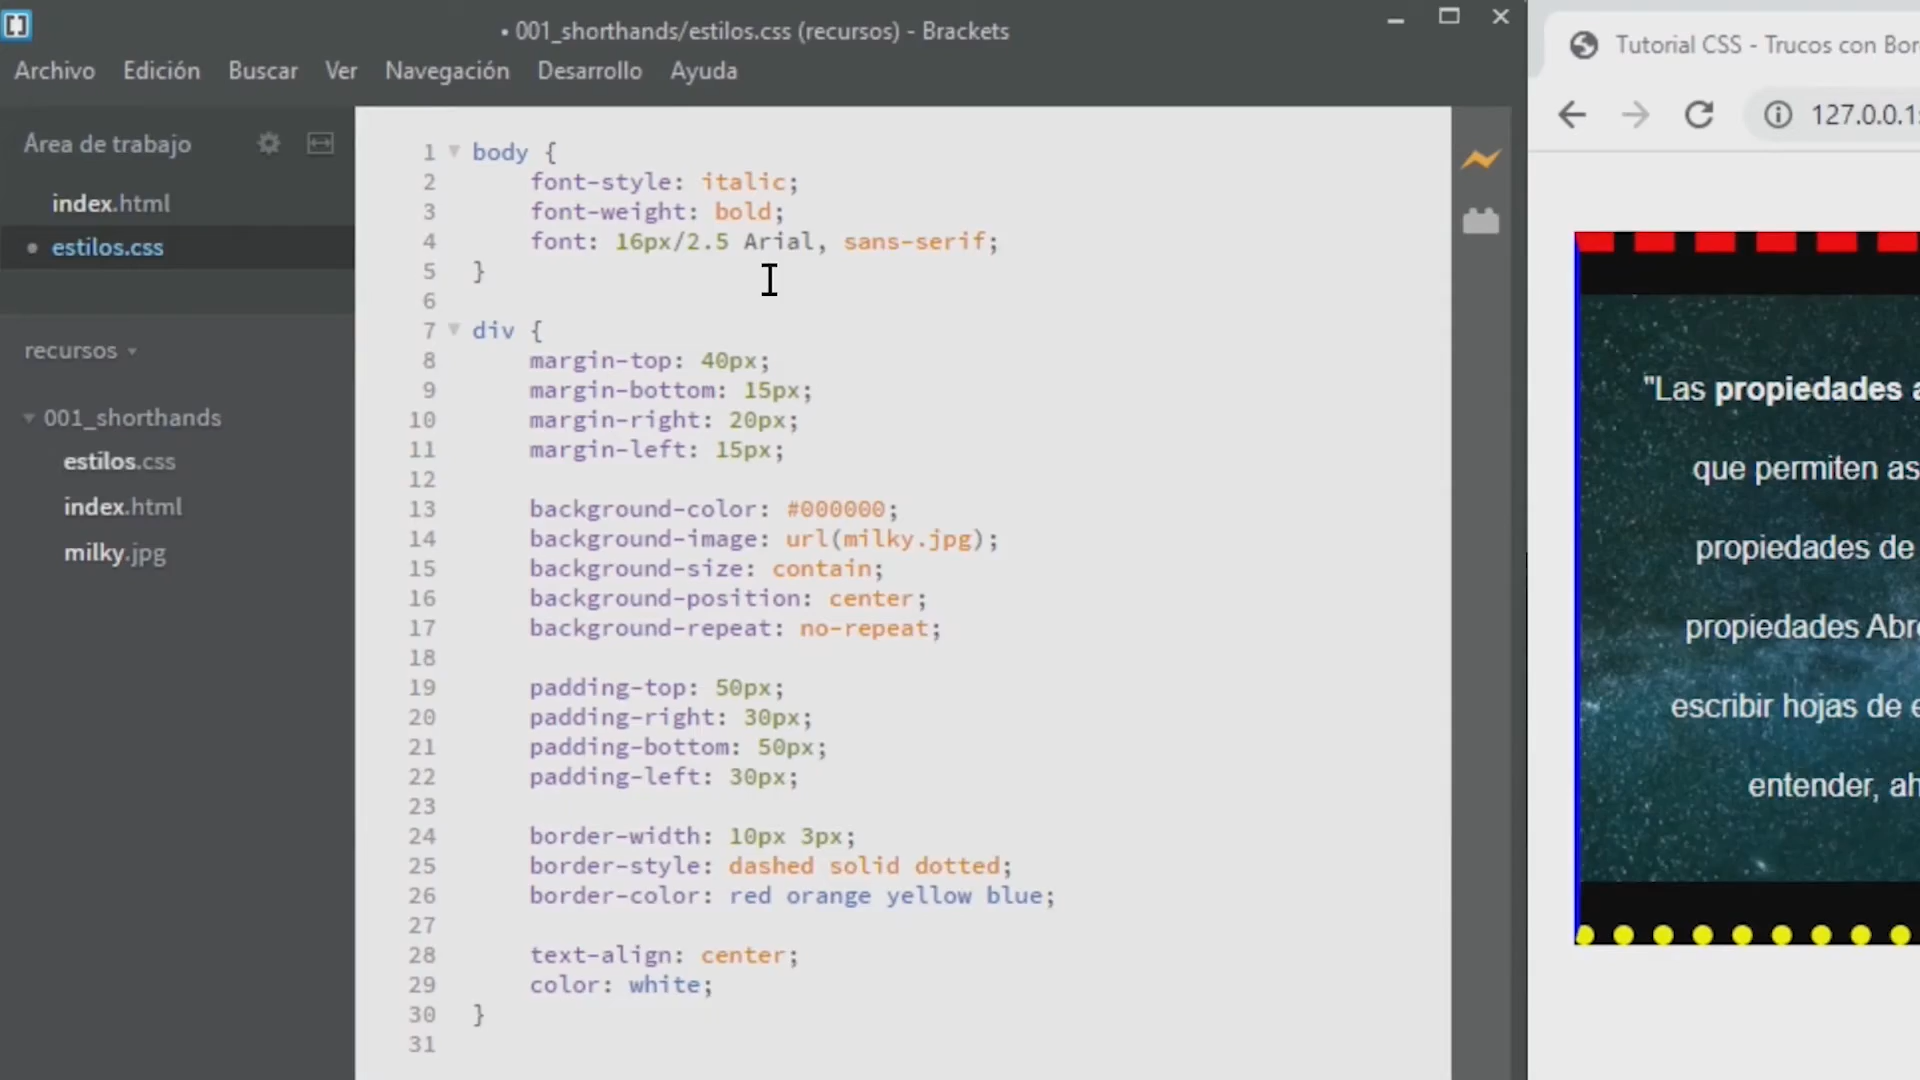 • 001_shorthands/estilos.css (recursos) - Brackets
Archivo Edición Buscar Ver Navegación Desarrollo Ayuda
Área de trabajo
index.html
• estilos.css
recursos
001_shorthands
estilos.css
index.html
milky.jpg
1 body {
2 font-style: italic;
3 font-weight: bold;
4 font: 16px/2.5 Arial, sans-serif;
5 }
6
7 div {
8 margin-top: 40px;
9 margin-bottom: 15px;
10 margin-right: 20px;
11 margin-left: 15px;
12
13 background-color: #000000;
14 background-image: url(milky.jpg);
15 background-size: contain;
16 background-position: center;
17 background-repeat: no-repeat;
18
19 padding-top: 50px;
20 padding-right: 30px;
21 padding-bottom: 50px;
22 padding-left: 30px;
23
24 border-width: 10px 3px;
25 border-style: dashed solid dotted;
26 border-color: red orange yellow blue;
27
28 text-align: center;
29 color: white;
30 }
31
Tutorial CSS - Trucos con Bor
127.0.0.1:
"Las propiedades a
que permiten as
propiedades de
propiedades Abre
escribir hojas de e
entender, ah